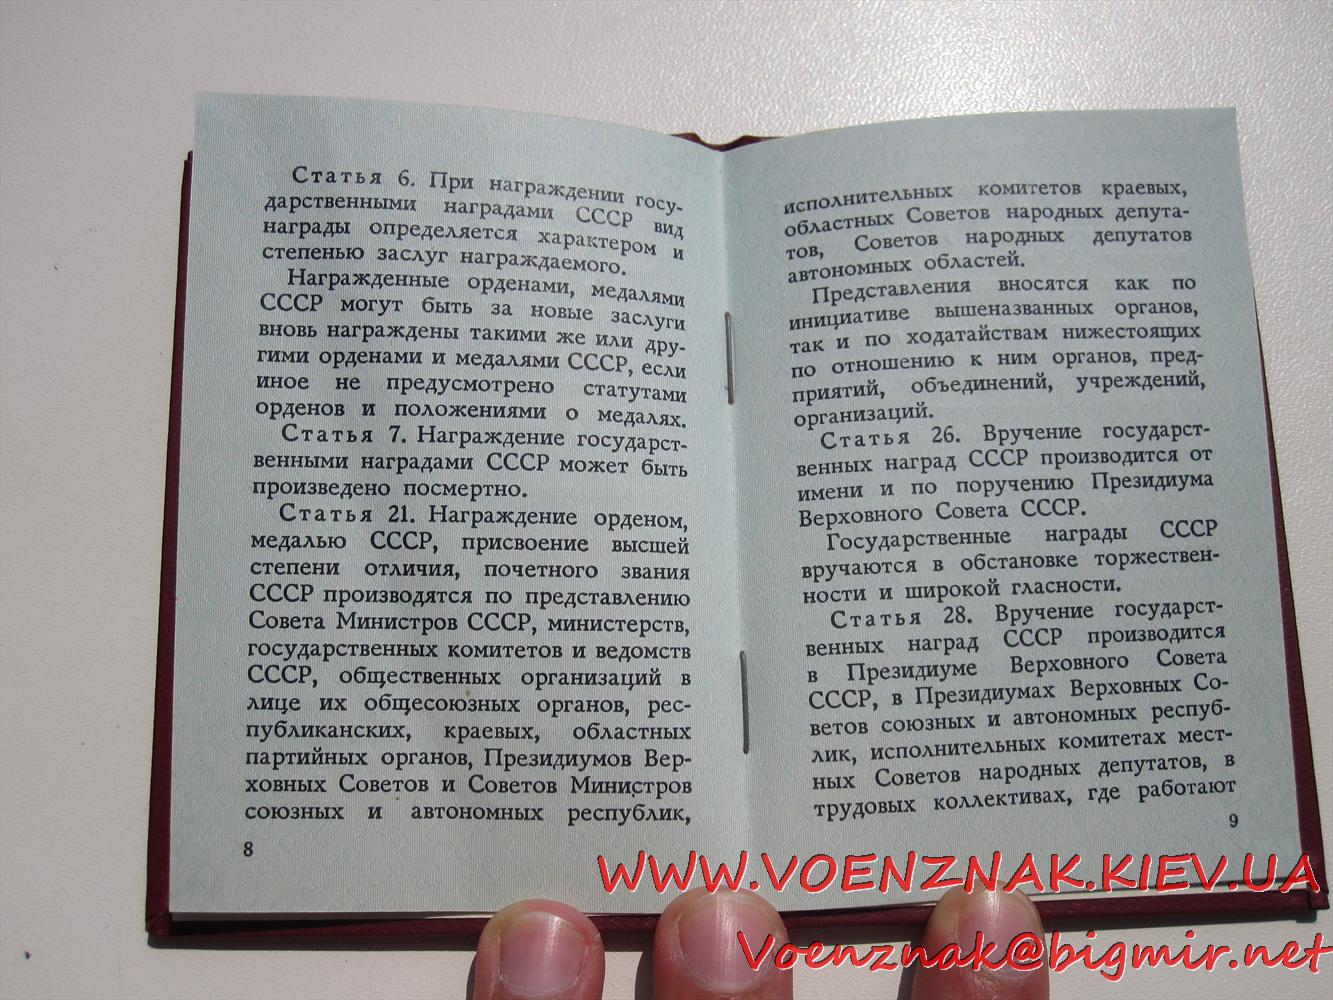 Статья 6. При награждении госу-
дарственными наградами СССР вид
награды определяется характером и
степенью заслуг награждаемого.
Награжденные орденами, медалями
СССР могут быть за новые заслуги
вновь награждены такими же или дру-
гими орденами и медалями СССР, если
иное не предусмотрено статутами
орденов и положениями о медалях.
Статья 7. Награждение государст-
венными наградами СССР может быть
произведено посмертно.
Статья 21. Награждение орденом,
медалью СССР, присвоение высшей
степени отличия, почетного звания
СССР производятся по представлению
Совета Министров СССР, министерств,
государственных комитетов и ведомств
СССР, общественных организаций в
лице их общесоюзных органов, рес-
публиканских, краевых, областных
партийных органов, Президиумов Вер-
ховных Советов и Советов Министров
союзных и автономных республик,
8
исполнительных комитетов краевых,
областных Советов народных депута-
тов, Советов народных депутатов
автономных областей.
Представления вносятся как по
инициативе вышеназванных органов,
так и по ходатайствам нижестоящих
по отношению к ним органов, пред-
приятий, объединений, учреждений,
организаций.
Статья 26. Вручение государст-
венных наград СССР производится от
имени и по поручению Президиума
Верховного Совета СССР.
Государственные награды СССР
вручаются в обстановке торжествен-
ности и широкой гласности.
Статья 28. Вручение государст-
венных наград СССР производится
в Президиуме Верховного Совета
СССР, в Президиумах Верховных Со-
ветов союзных и автономных респуб-
лик, исполнительных комитетах мест-
ных Советов народных депутатов, в
трудовых коллективах, где работают
9
WWW.VOENZNAK.KIEV.UA
Voenznak@bigmir.net